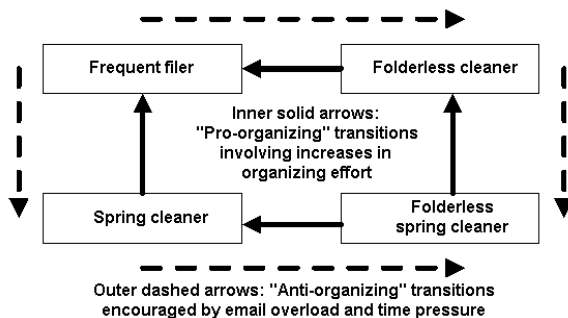 Frequent filer
Folderless cleaner
Inner solid arrows:
"Pro-organizing" transitions
involving increases in
organizing effort
Spring cleaner
Folderless
spring cleaner
Outer dashed arrows: "Anti-organizing" transitions
encouraged by email overload and time pressure